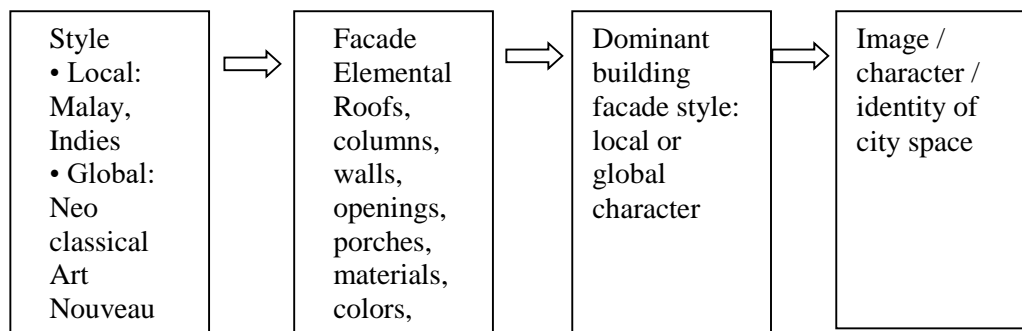 Style
• Local:
Malay,
Indies
• Global:
Neo
classical
Art
Nouveau
Facade
Elemental
Roofs,
columns,
walls,
openings,
porches,
materials,
colors,
Dominant
building
facade style:
local or
global
character
Image /
character /
identity of
city space